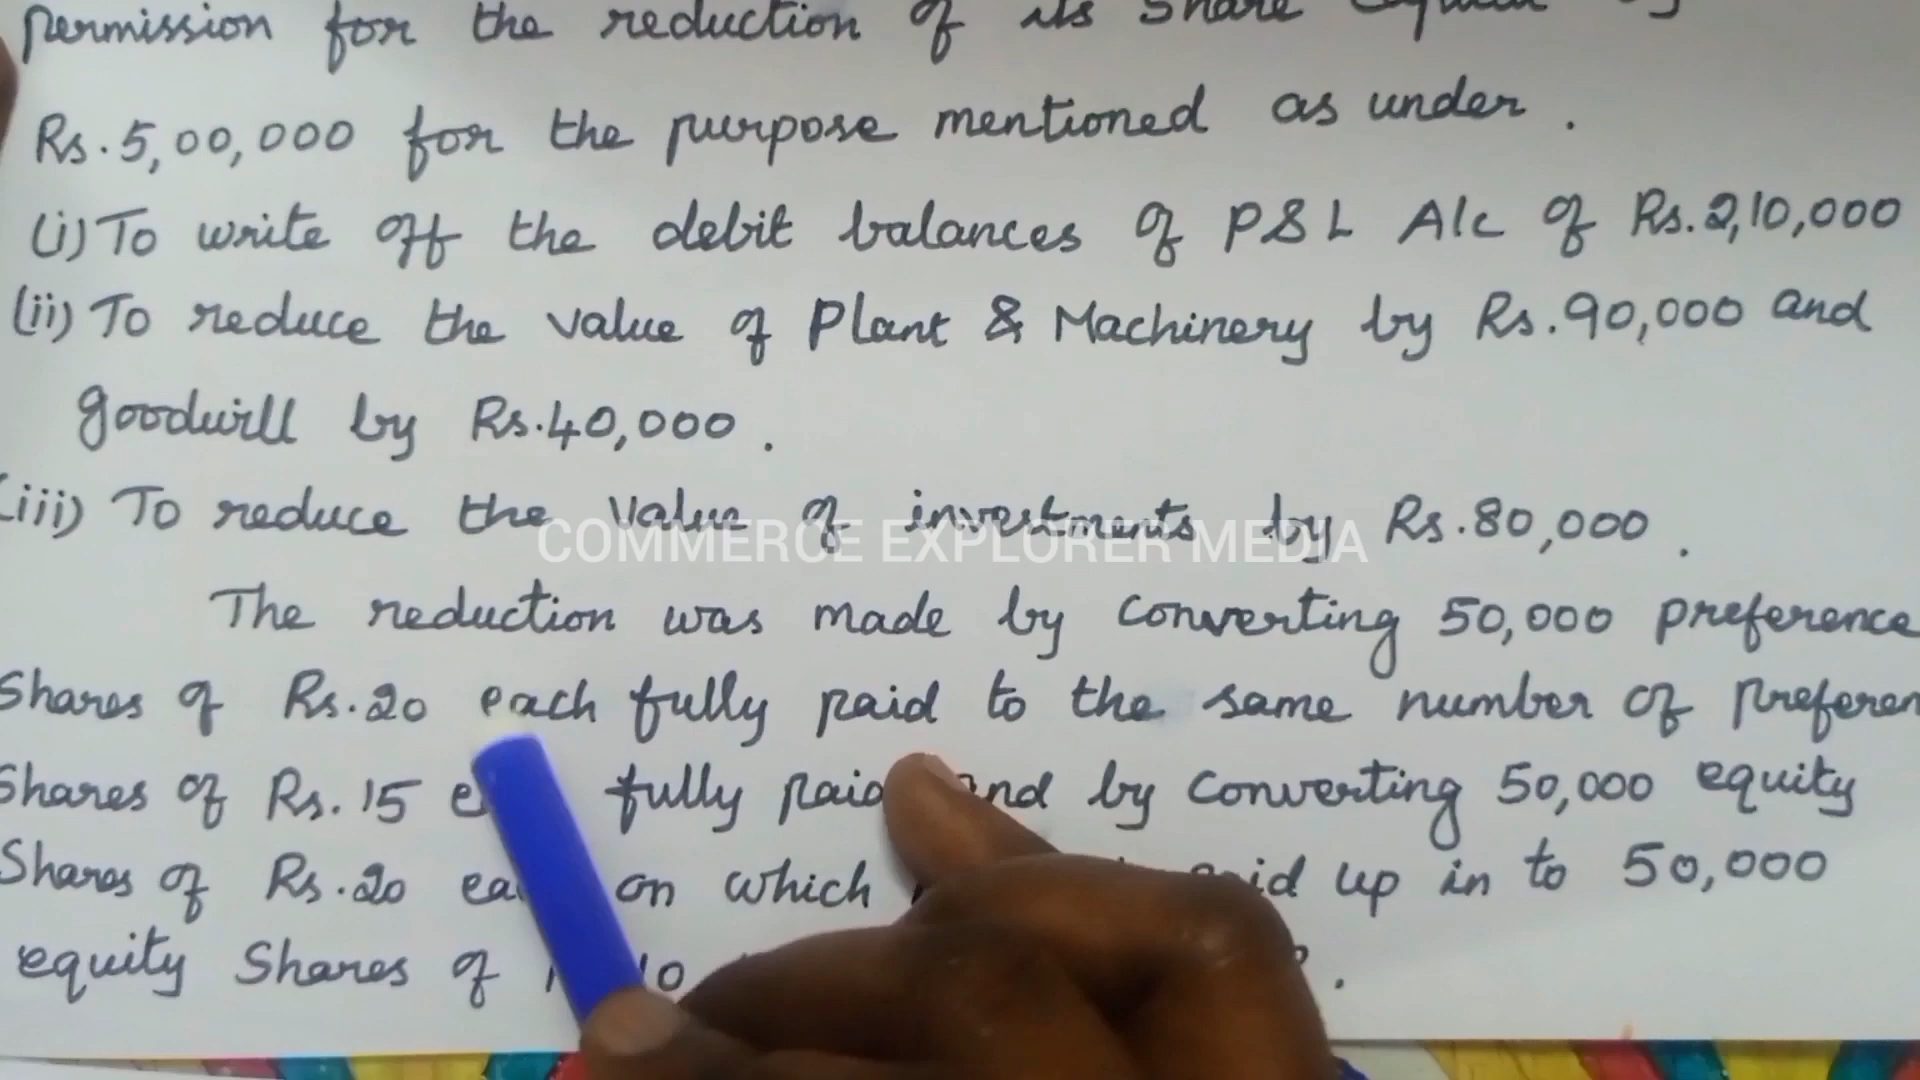 permission for the reduction of its Share
Rs.5,00,000 for the purpose mentioned as under.
(i) To write off the debit balances of P&L A/c of Rs.2,10,000
(ii) To reduce the value of Plant & Machinery by Rs.90,000 and
goodwill by Rs.40,000.
(iii) To reduce the value of investments by Rs.80,000.
COMMERCE EXPLORER MEDIA
The reduction was made by converting 50,000 preference
Shares of Rs.20 each fully paid to the same number of preferen
Shares of Rs.15 fully paid and by converting 50,000 equity
Shares of Rs.20 on which paid up in to 50,000
equity Shares of 10